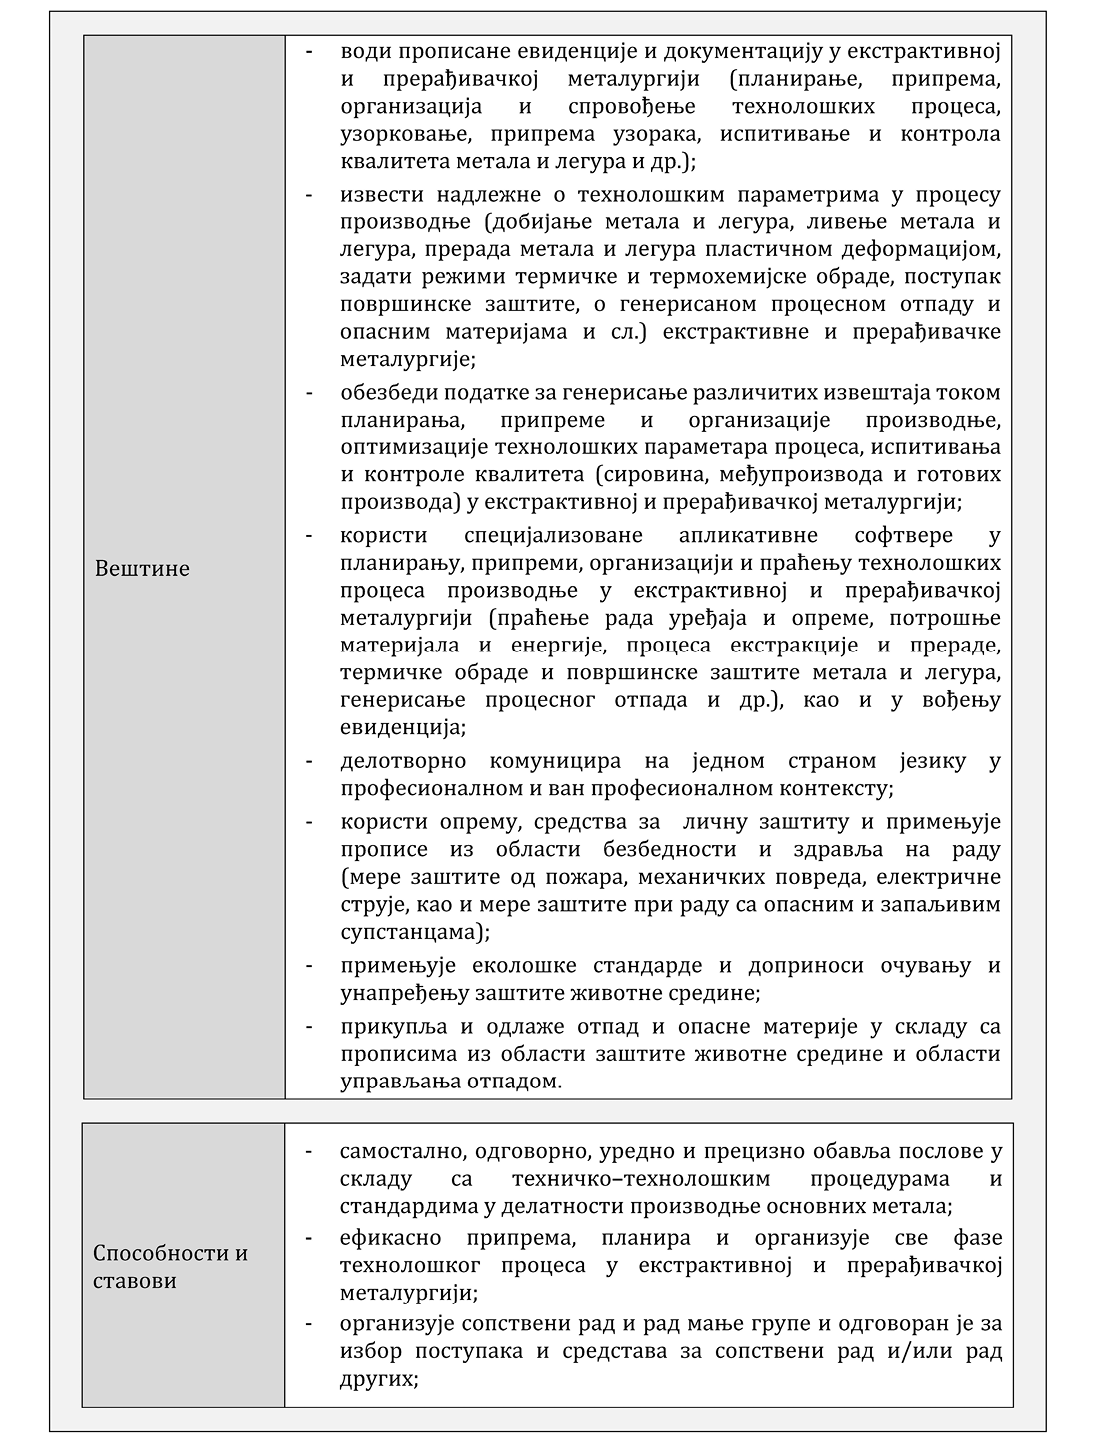 - води прописане евиденције и документацију у екстрактивној
и прерађивачкој металургији (планирање, припрема,
организација и спровођење технолошких процеса,
узорковање, припрема узорака, испитивање и контрола
квалитета метала и легура и др.);
- извести надлежне о технолошким параметрима у процесу
производње (добијање метала и легура, ливење метала и
легура, прерада метала и легура пластичном деформацијом,
задати режими термичке и термохемијске обраде, поступак
површинске заштите, о генерисаном процесном отпаду и
опасним материјама и сл.) екстрактивне и прерађивачке
металургије;
- обезбеди податке за генерисање различитих извештаја током
планирања, припреме и организације производње,
оптимизације технолошких параметара процеса, испитивања
и контроле квалитета (сировина, међупроизвода и готових
производа) у екстрактивној и прерађивачкој металургији;
Вештине
- користи специјализоване апликативне софтвере у
планирању, припреми, организацији и праћењу технолошких
процеса производње у екстрактивној и прерађивачкој
металургији (праћење рада уређаја и опреме, потрошње
материјала и енергије, процеса екстракције и прераде,
термичке обраде и површинске заштите метала и легура,
генерисање процесног отпада и др.), као и у вођењу
евиденција;
- делотворно комуницира на једном страном језику у
професионалном и ван професионалном контексту;
- користи опрему, средства за личну заштиту и примењује
прописе из области безбедности и здравља на раду
(мере заштите од пожара, механичких повреда, електричне
струје, као и мере заштите при раду са опасним и запаљивим
супстанцама);
- примењује еколошке стандарде и доприноси очувању и
унапређењу заштите животне средине;
- прикупља и одлаже отпад и опасне материје у складу са
прописима из области заштите животне средине и области
управљања отпадом.
Способности и
ставови
- самостално, одговорно, уредно и прецизно обавља послове у
складу са техничко–технолошким процедурама и
стандардима у делатности производње основних метала;
- ефикасно припрема, планира и организује све фазе
технолошког процеса у екстрактивној и прерађивачкој
металургији;
- организује сопствени рад и рад мање групе и одговоран је за
избор поступака и средстава за сопствени рад и/или рад
других;